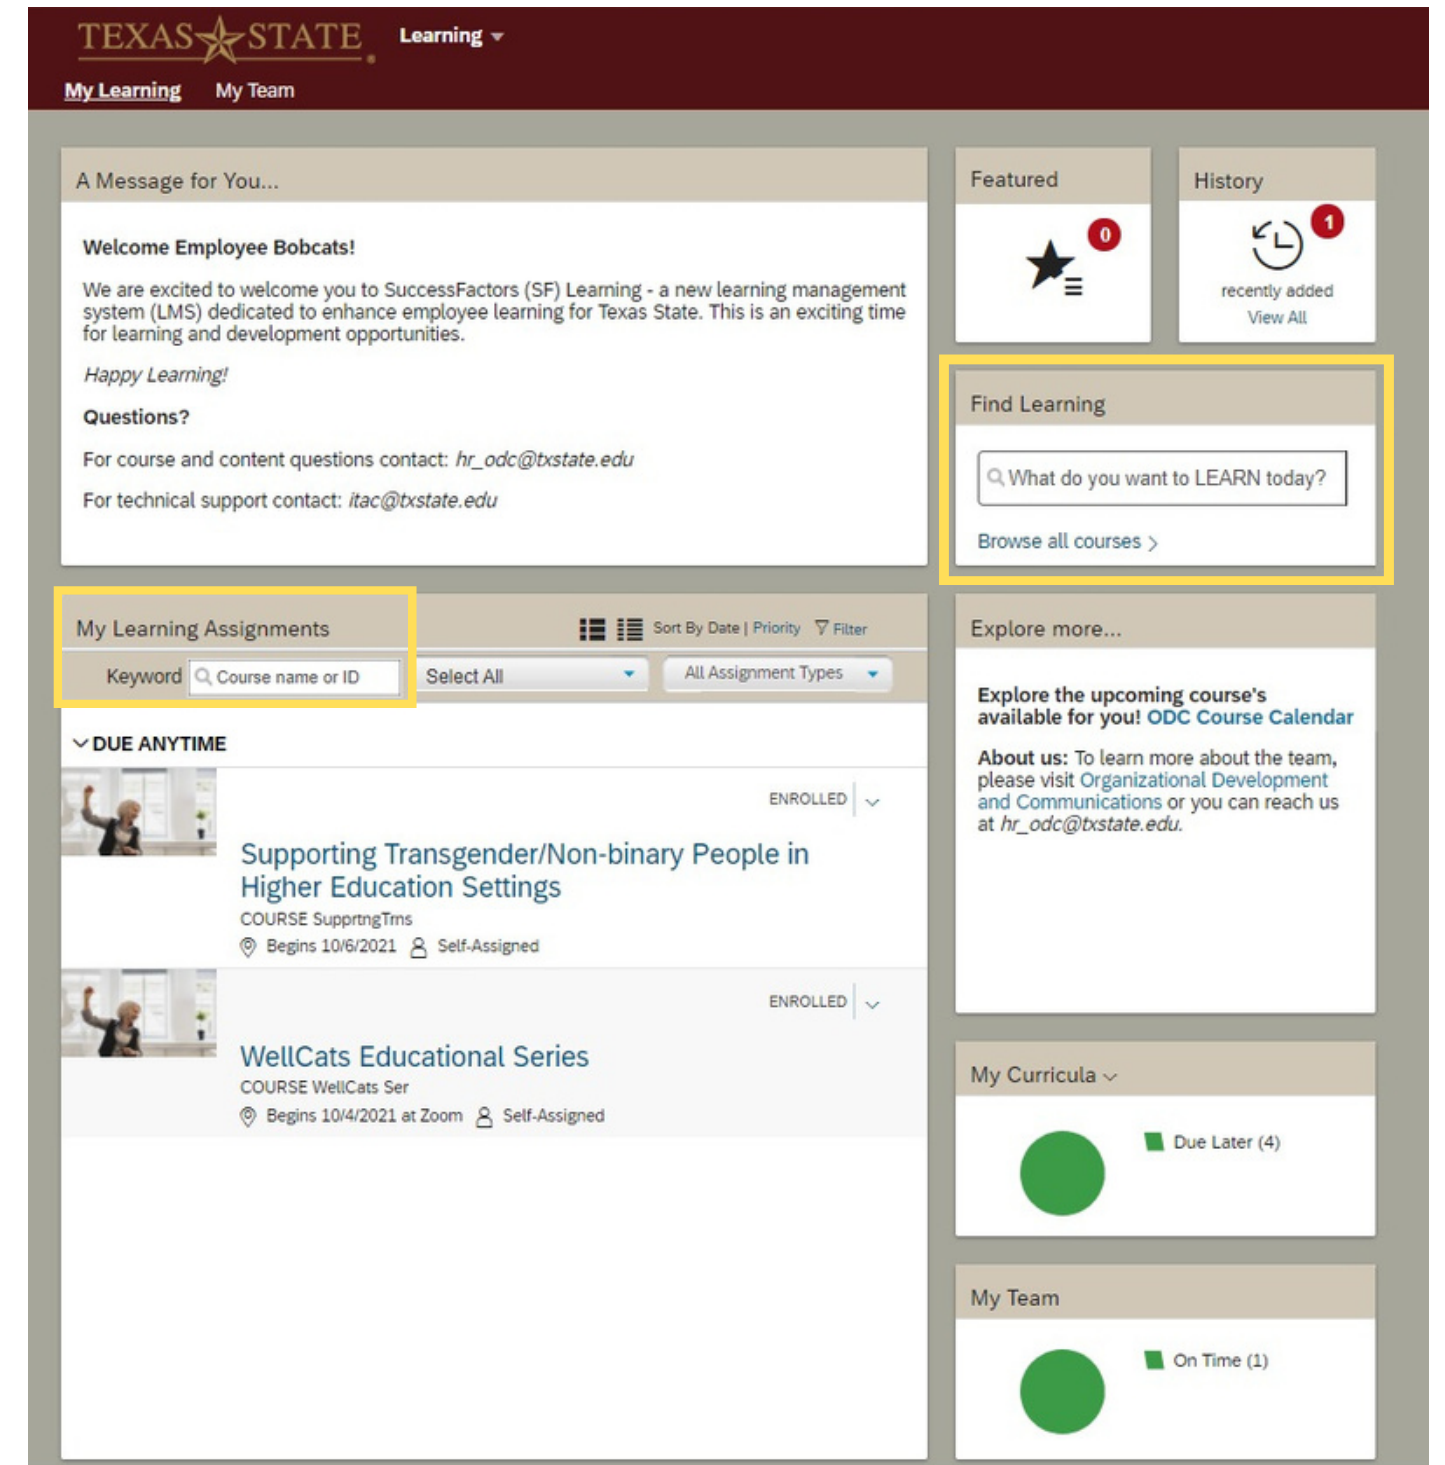 TEXAS STATE
Learning
My Learning My Team
A Message for You...
Welcome Employee Bobcats!
We are excited to welcome you to SuccessFactors (SF) Learning - a new learning management
system (LMS) dedicated to enhance employee learning for Texas State. This is an exciting time
for learning and development opportunities.
Happy Learning!
Questions?
For course and content questions contact: hr_odc@txstate.edu
For technical support contact: itac@txstate.edu
Featured
0
History
1
recently added
View All
Find Learning
What do you want to LEARN today?
Browse all courses >
My Learning Assignments
Sort By Date | Priority Filter
Keyword Course name or ID Select All All Assignment Types
DUE ANYTIME
ENROLLED
Supporting Transgender/Non-binary People in
Higher Education Settings
COURSE SupprtngTrns
Begins 10/6/2021 Self-Assigned
ENROLLED
WellCats Educational Series
COURSE WellCats Ser
Begins 10/4/2021 at Zoom Self-Assigned
Explore more...
Explore the upcoming course's
available for you! ODC Course Calendar
About us: To learn more about the team,
please visit Organizational Development
and Communications or you can reach us
at hr_odc@txstate.edu.
My Curricula
Due Later (4)
My Team
On Time (1)